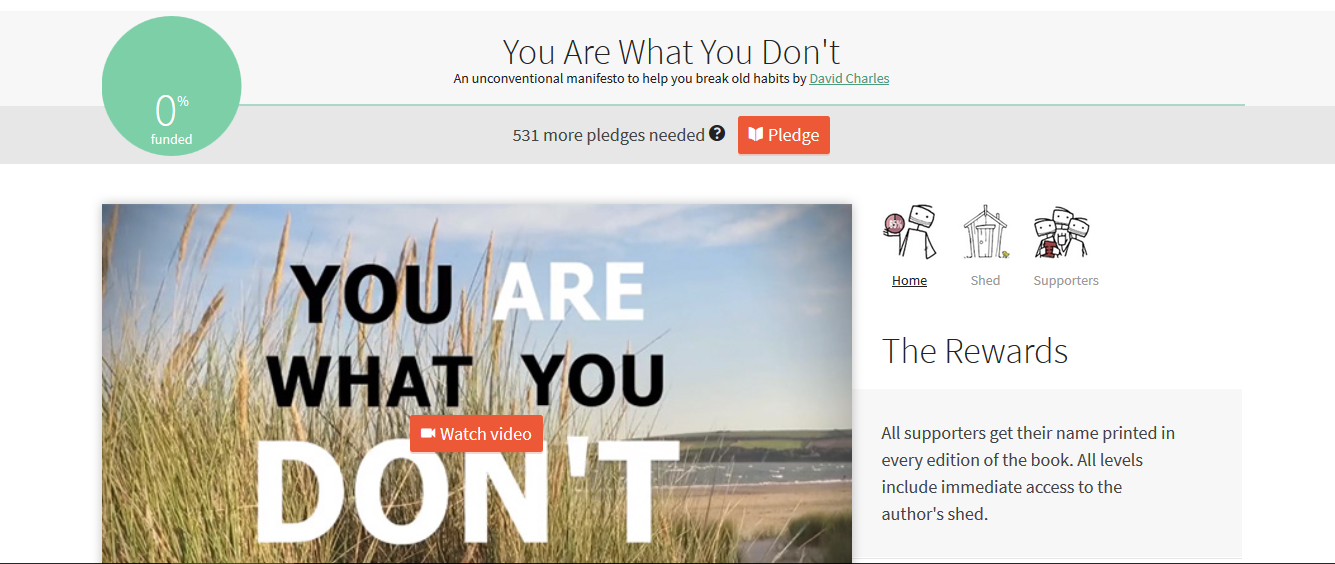 You Are What You Don't
An unconventional manifesto to help you break old habits by David Charles
0%
funded
531 more pledges needed ?
Pledge
YOU ARE
WHAT YOU
Watch video
DON'T
Home
Shed
Supporters
The Rewards
All supporters get their name printed in
every edition of the book. All levels
include immediate access to the
author's shed.